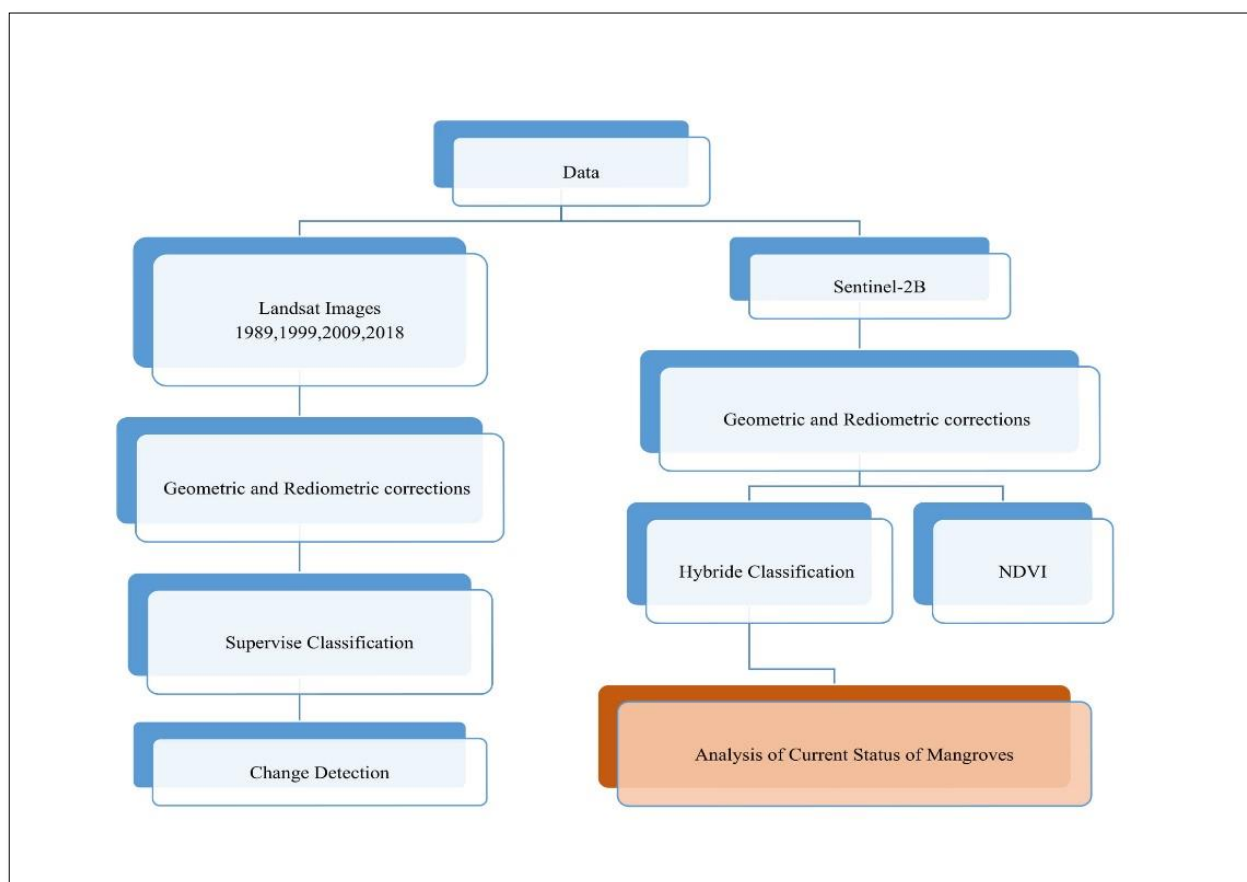 Data
Landsat Images
1989,1999,2009,2018
Geometric and Rediometric corrections
Supervise Classification
Change Detection
Sentinel-2B
Geometric and Rediometric corrections
Hybride Classification
NDVI
Analysis of Current Status of Mangroves